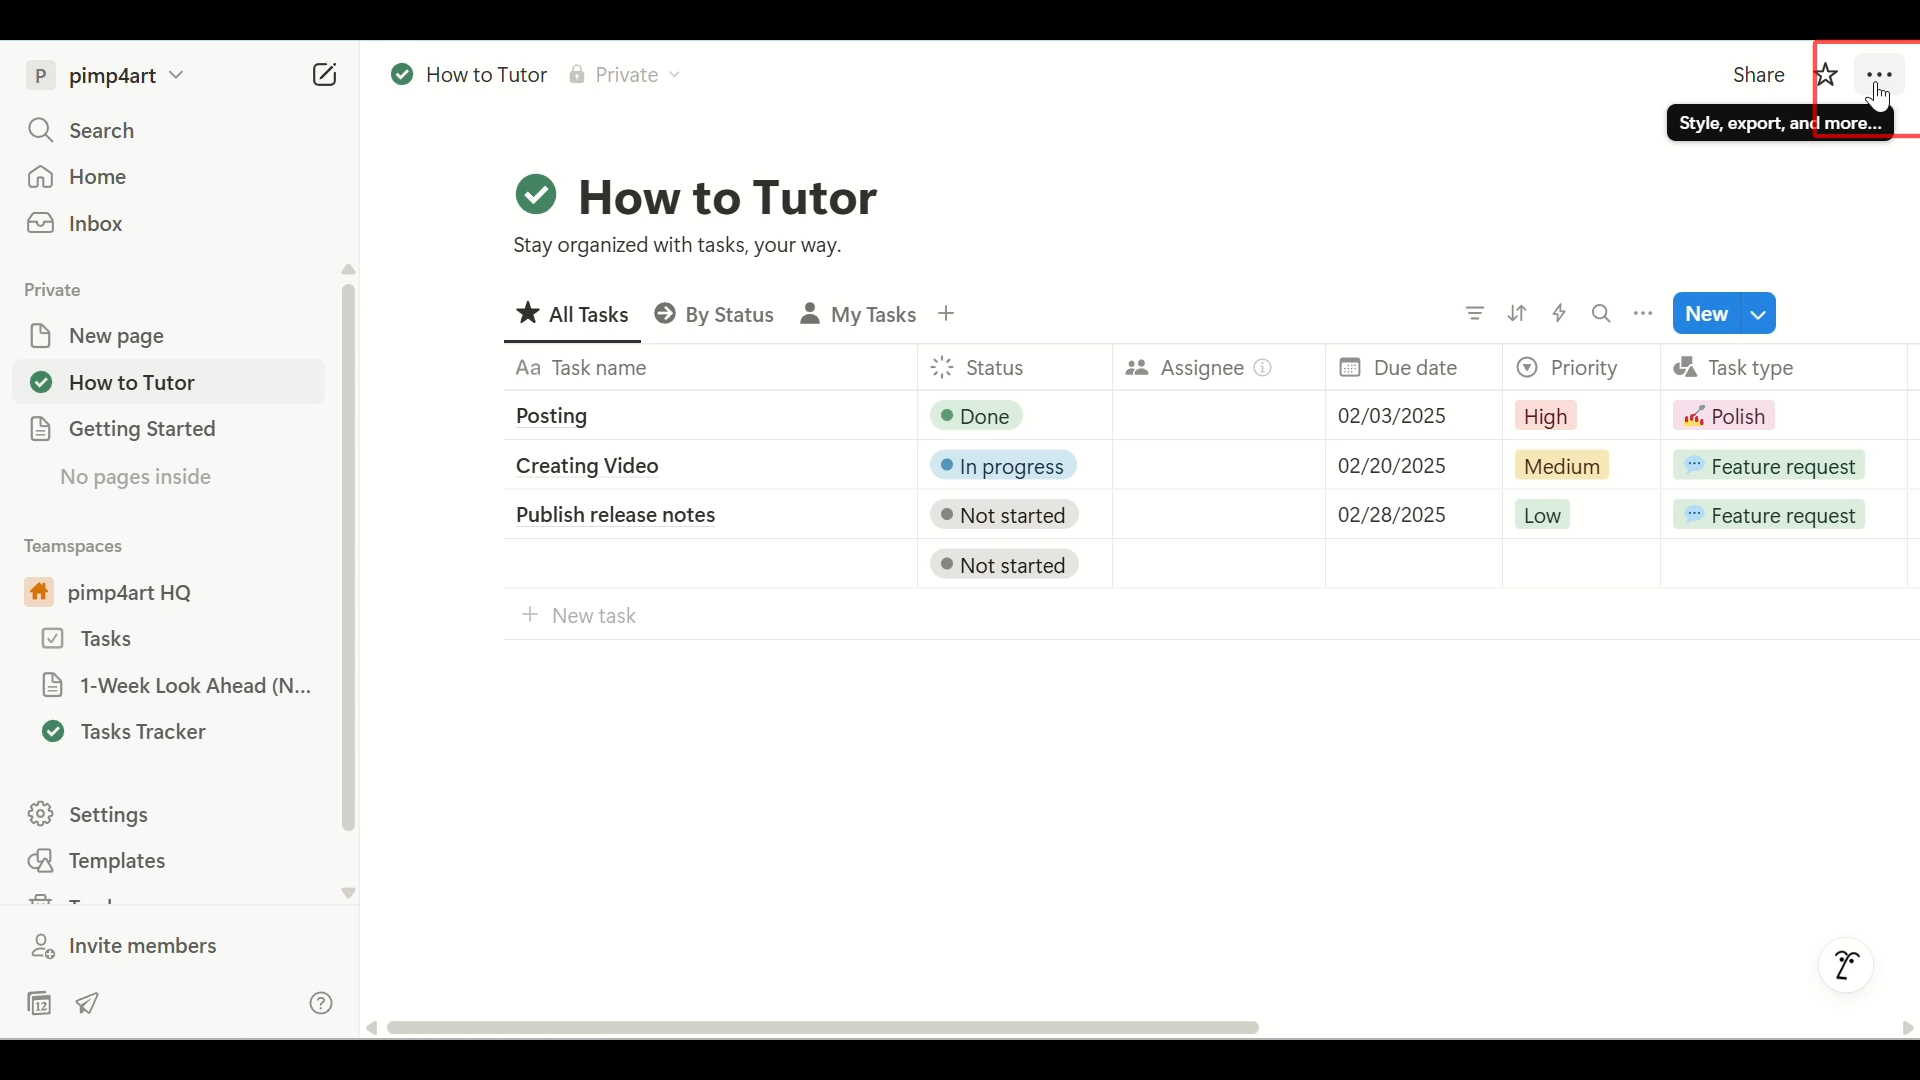 P pimp4art
Search
Home
Inbox
Private
New page
How to Tutor
Getting Started
No pages inside
Teamspaces
pimp4art HQ
Tasks
1-Week Look Ahead (N...
Tasks Tracker
Settings
Templates
Invite members
12
How to Tutor Private
Share
Style, export, and more...
How to Tutor
Stay organized with tasks, your way.
All Tasks By Status My Tasks +
New
Aa Task name Status Assignee Due date Priority Task type
Posting Done 02/03/2025 High Polish
Creating Video In progress 02/20/2025 Medium Feature request
Publish release notes Not started 02/28/2025 Low Feature request
Not started
+ New task